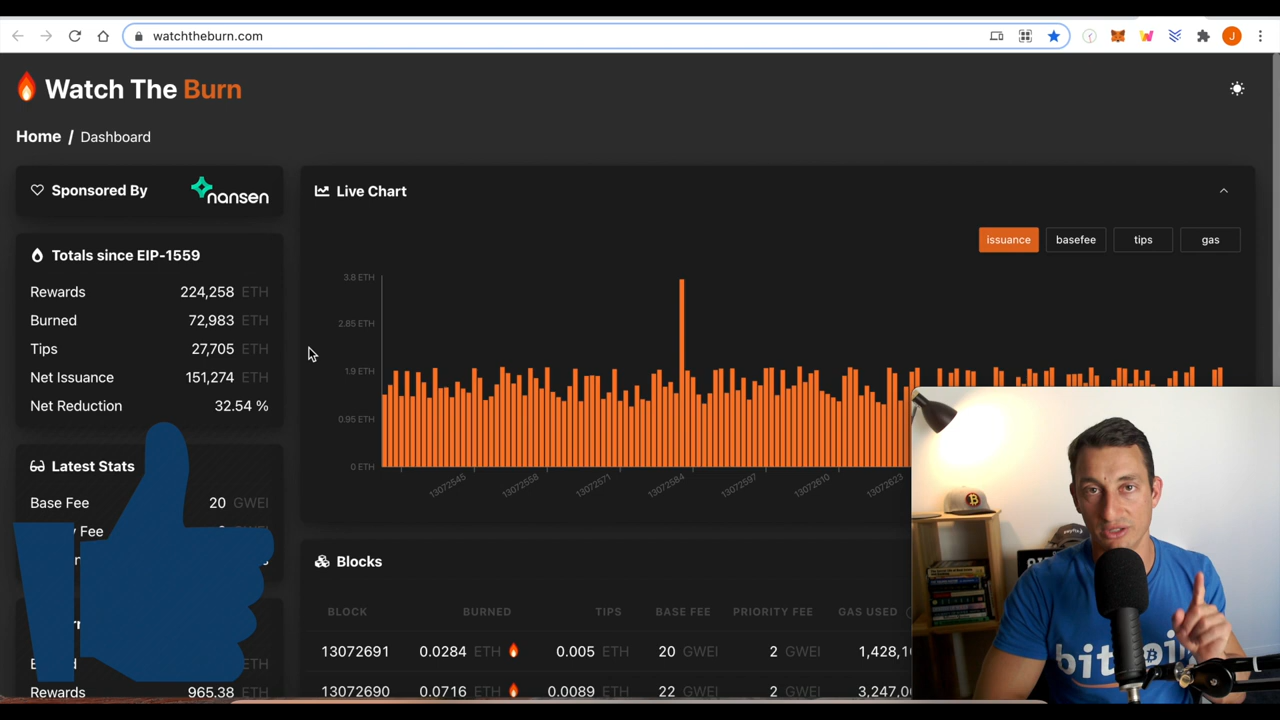 watchtheburn.com
J
Watch The Burn
Home / Dashboard
Sponsored By nansen
Totals since EIP-1559
Rewards 224,258 ETH
Burned 72,983 ETH
Tips 27,705 ETH
Net Issuance 151,274 ETH
Net Reduction 32.54 %
Latest Stats
Base Fee 20 GWEI
Fee
Rewards 965.38 ETH
Live Chart
issuance basefee tips gas
3.8 ETH
2.85 ETH
1.9 ETH
0.95 ETH
0 ETH
13072545 13072558 13072571 13072584 13072597 13072610 13072623
Blocks
BLOCK BURNED TIPS BASE FEE PRIORITY FEE GAS USED
13072691 0.0284 ETH 0.005 ETH 20 GWEI 2 GWEI
13072690 0.0716 ETH 0.0089 ETH 22 GWEI 2 GWEI
bitcoin